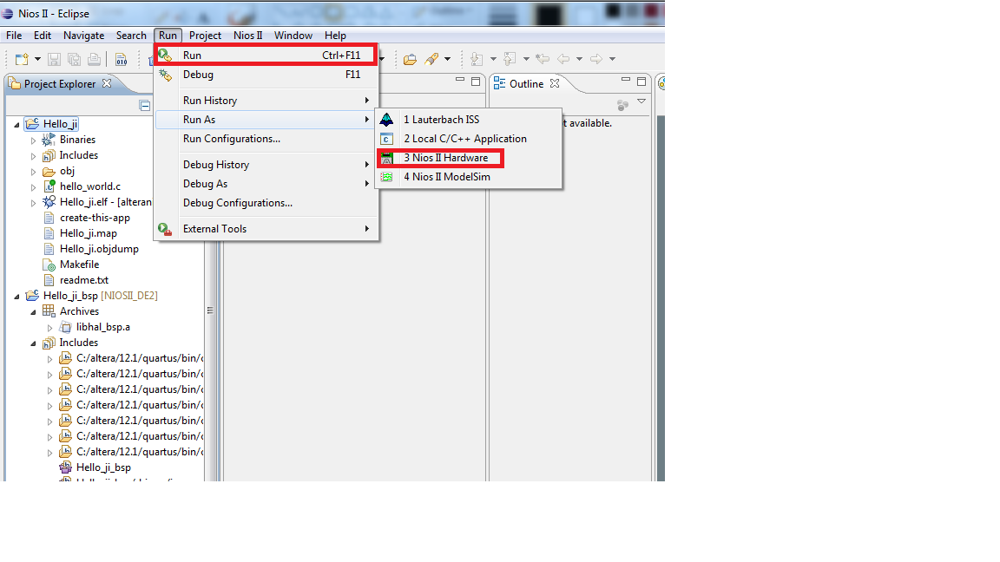 Nios II - Eclipse
File Edit Navigate Search Run Project Nios II Window Help
Run Ctrl+F11
Debug F11
Run History
Run As
Run Configurations...
Debug History
Debug As
Debug Configurations...
External Tools
1 Lauterbach ISS
2 Local C/C++ Application
3 Nios II Hardware
4 Nios II ModelSim
010
Project Explorer
Hello_ji
Binaries
Includes
obj
hello_world.c
Hello_ji.elf - [alteran
create-this-app
Hello_ji.map
Hello_ji.objdump
Makefile
readme.txt
Hello_ji_bsp [NIOSII_DE2]
Archives
libhal_bsp.a
Includes
C:/altera/12.1/quartus/bin/c
C:/altera/12.1/quartus/bin/c
C:/altera/12.1/quartus/bin/c
C:/altera/12.1/quartus/bin/c
C:/altera/12.1/quartus/bin/c
C:/altera/12.1/quartus/bin/c
C:/altera/12.1/quartus/bin/c
Hello_ji_bsp
Outline
t available.